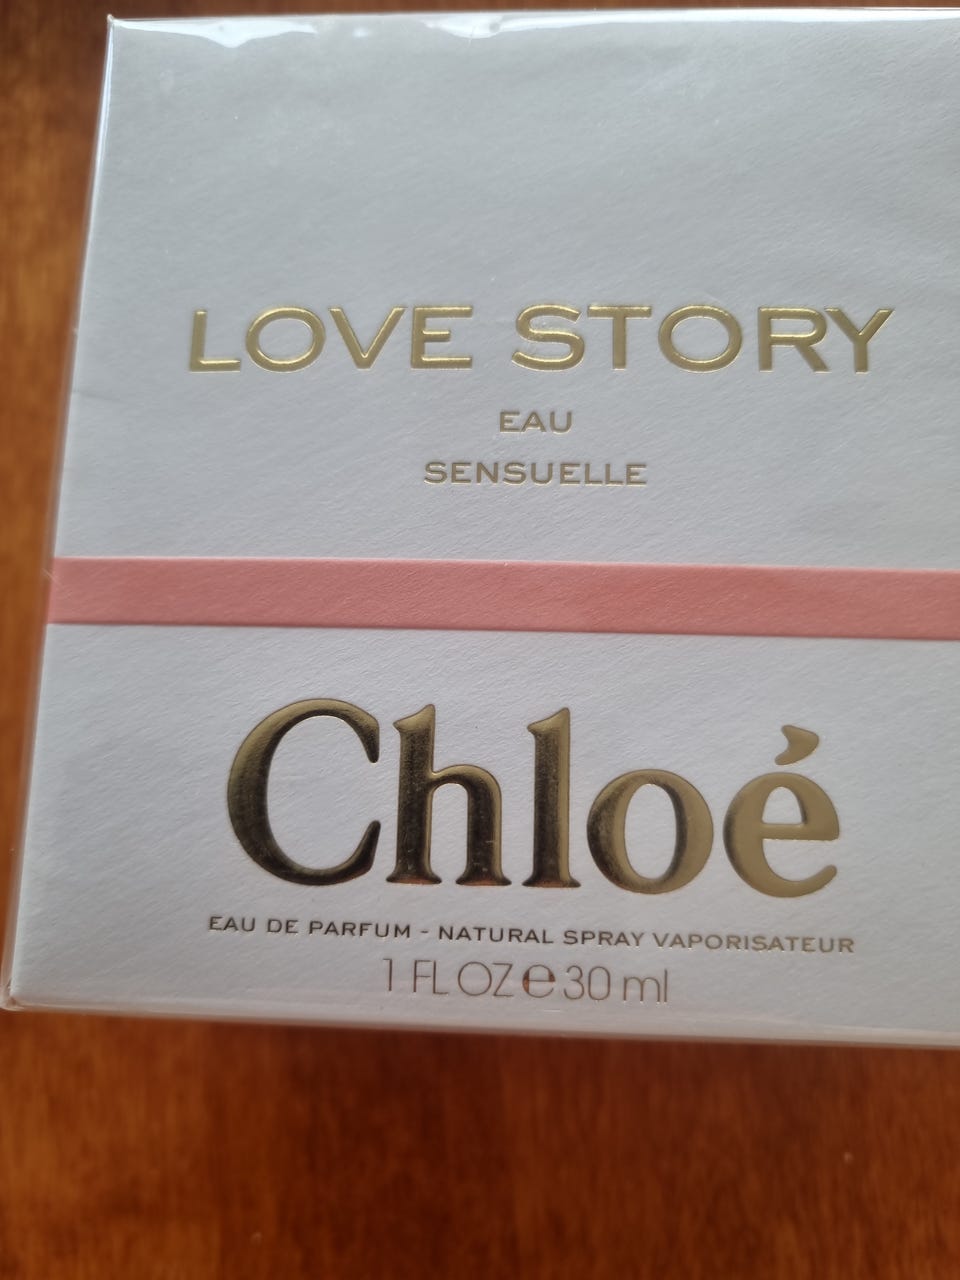 LOVE STORY
EAU
SENSUELLE
Chloé
EAU DE PARFUM - NATURAL SPRAY VAPORISATEUR
1 FL OZ ℮ 30 ml